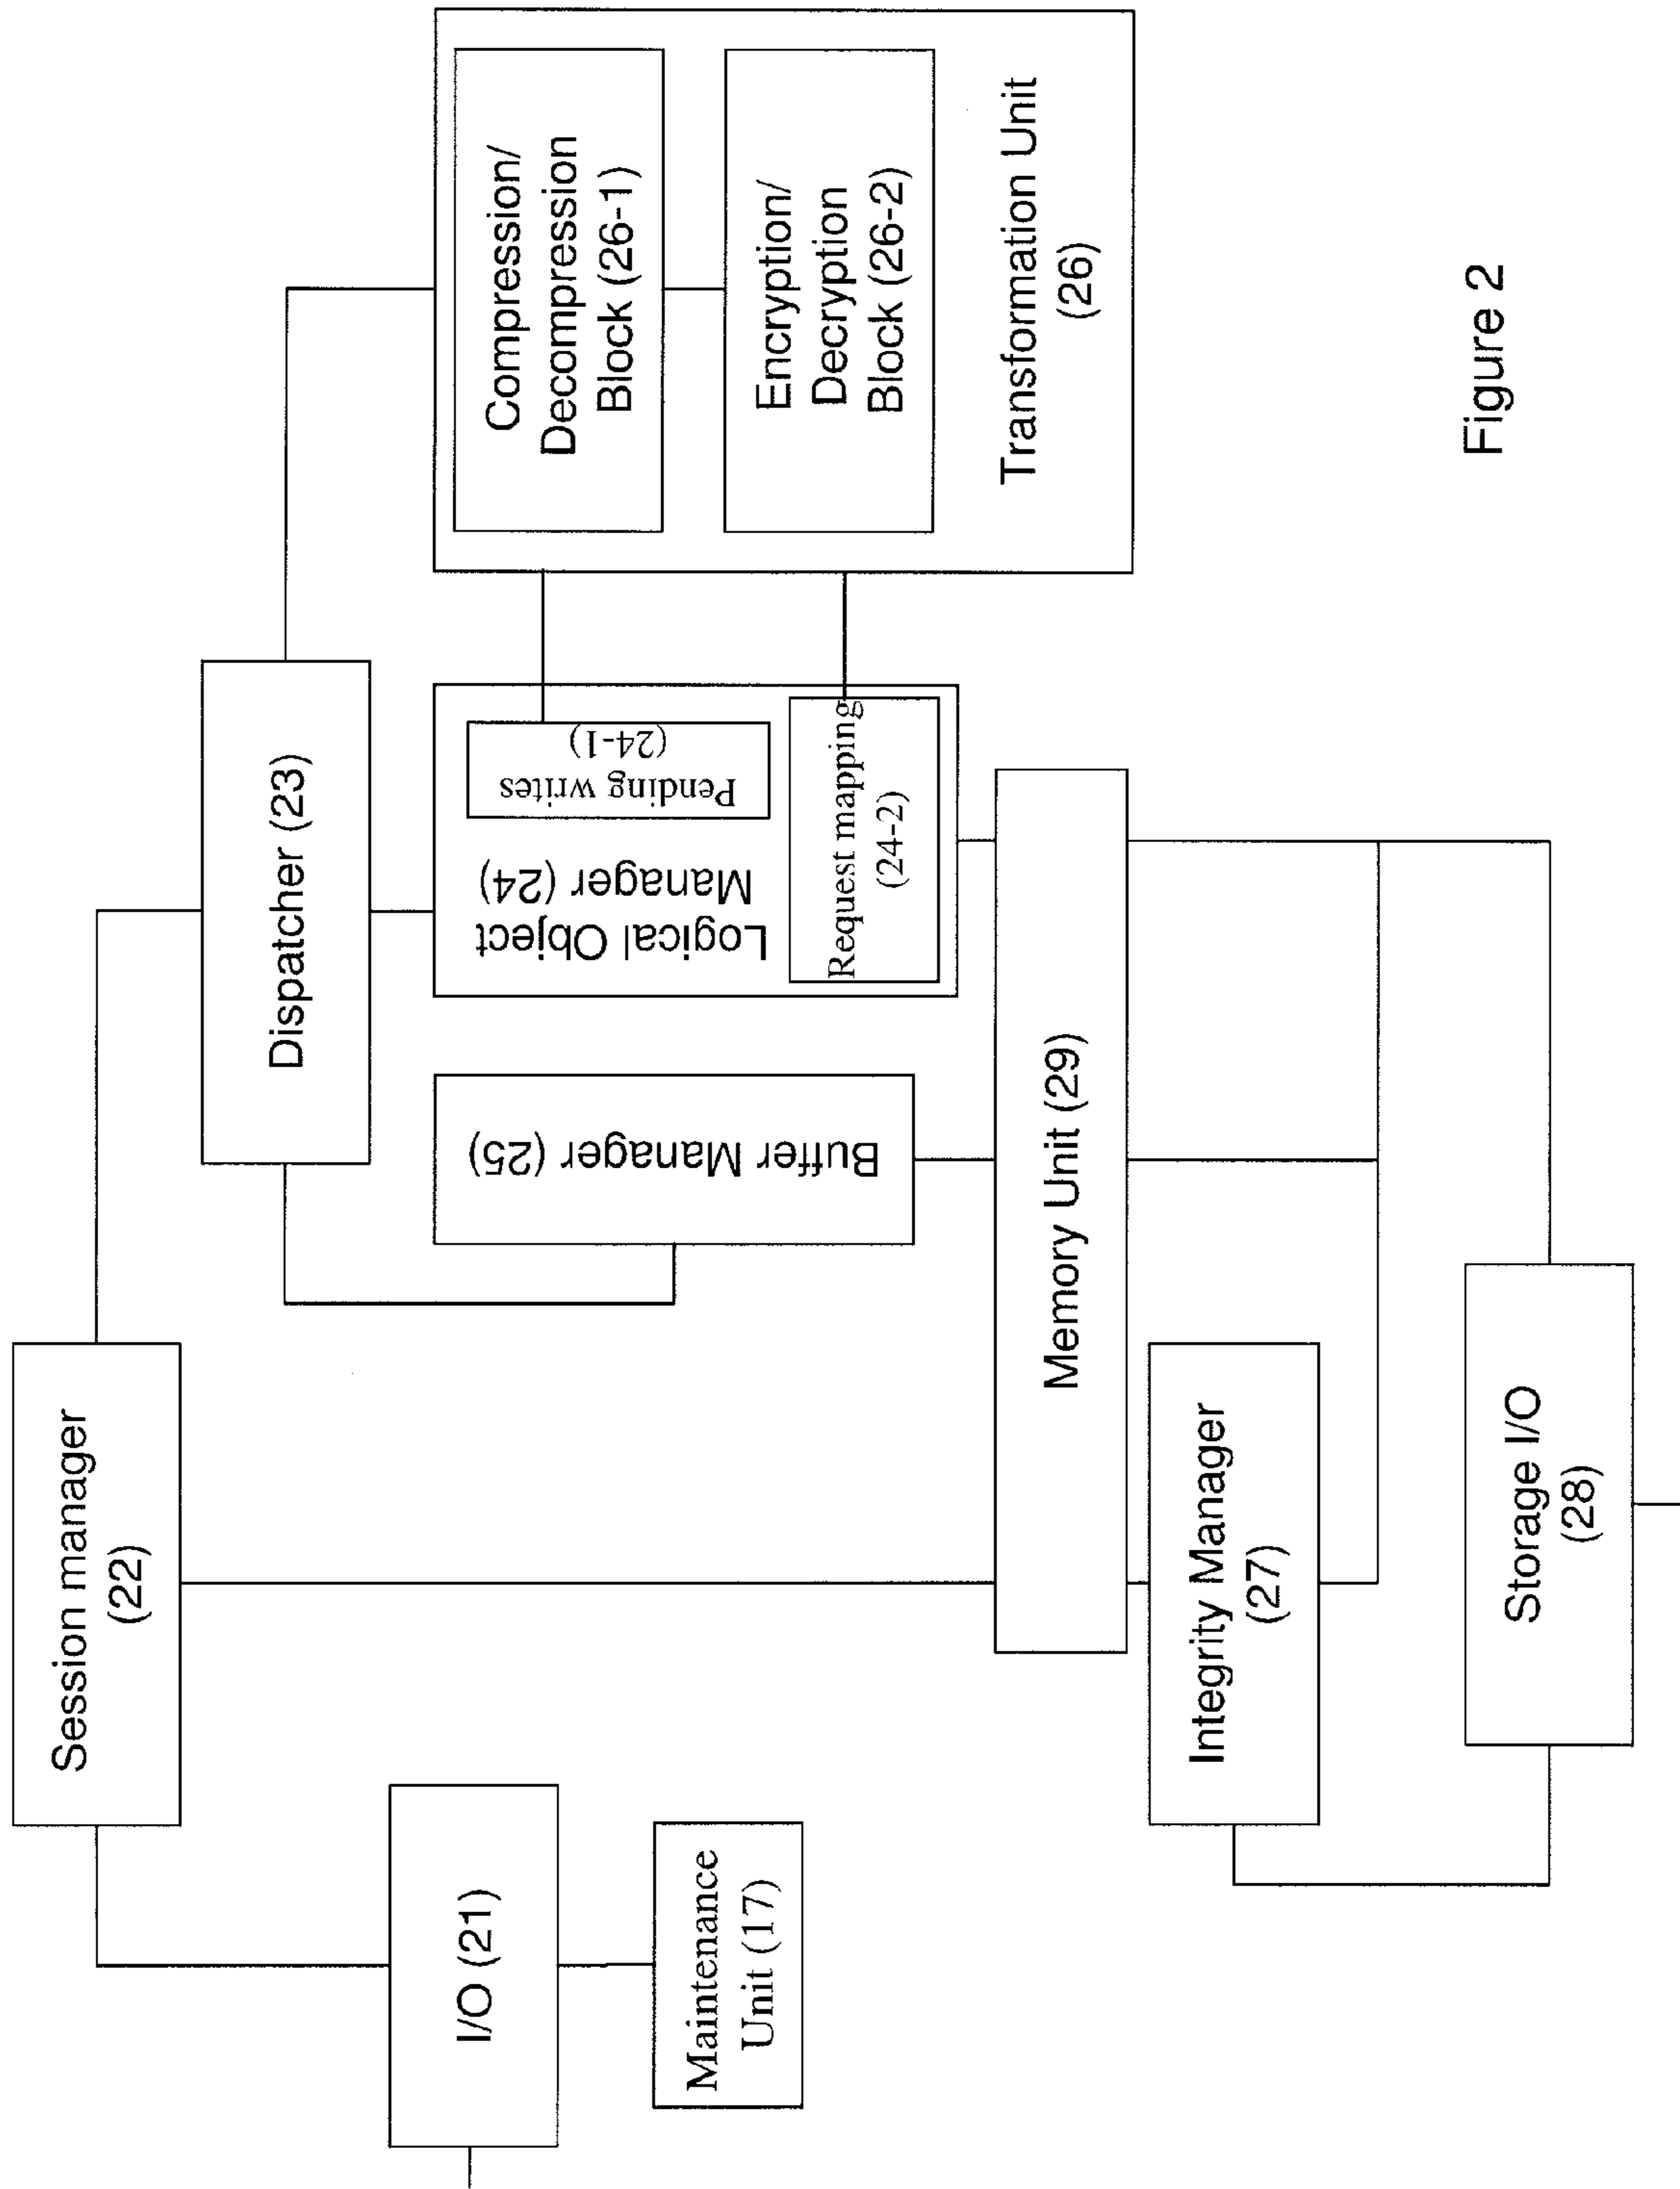 Session manager
(22)
Dispatcher (23)
I/O (21)
Maintenance
Unit (17)
Buffer Manager (25)
Logical Object
Manager (24)
Pending writes
(24-1)
Request mapping
(24-2)
Compression/
Decompression
Block (26-1)
Encryption/
Decryption
Block (26-2)
Transformation Unit
(26)
Memory Unit (29)
Integrity Manager
(27)
Storage I/O
(28)
Figure 2